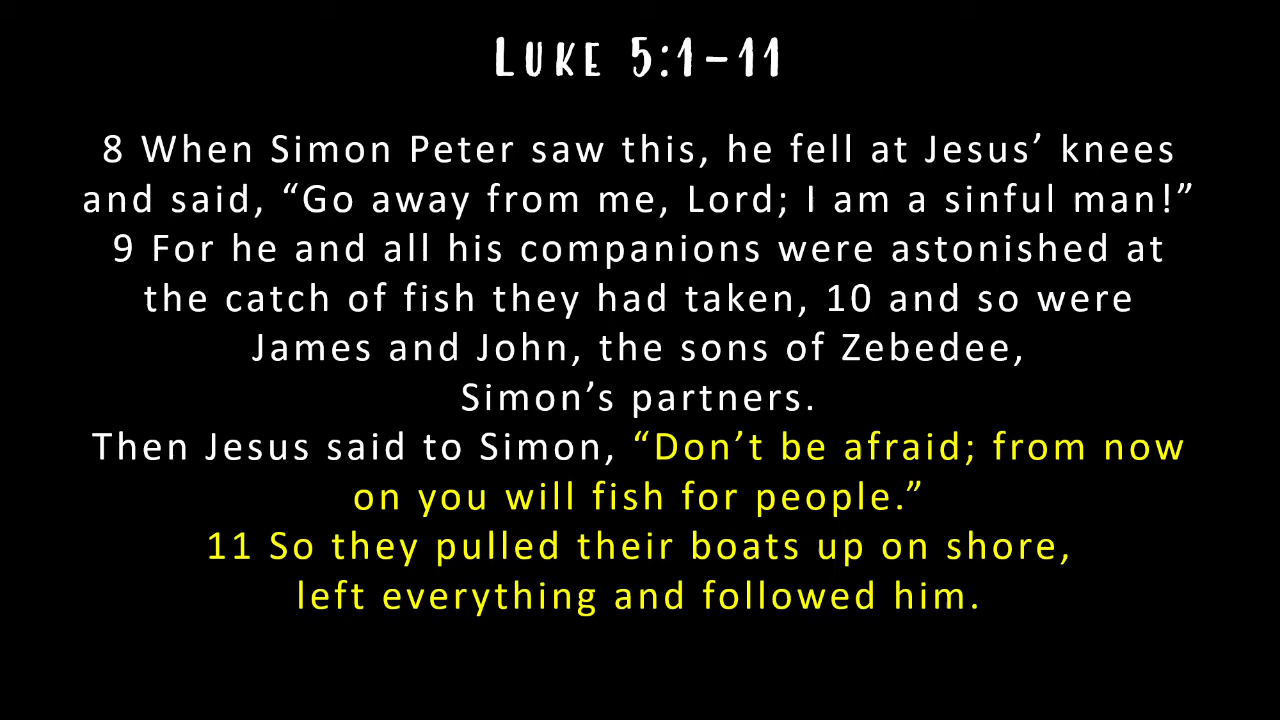 LUKE 5:1-11
8 When Simon Peter saw this, he fell at Jesus’ knees
and said, “Go away from me, Lord; I am a sinful man!”
9 For he and all his companions were astonished at
the catch of fish they had taken, 10 and so were
James and John, the sons of Zebedee,
Simon’s partners.
Then Jesus said to Simon, “Don’t be afraid; from now
on you will fish for people.”
11 So they pulled their boats up on shore,
left everything and followed him.